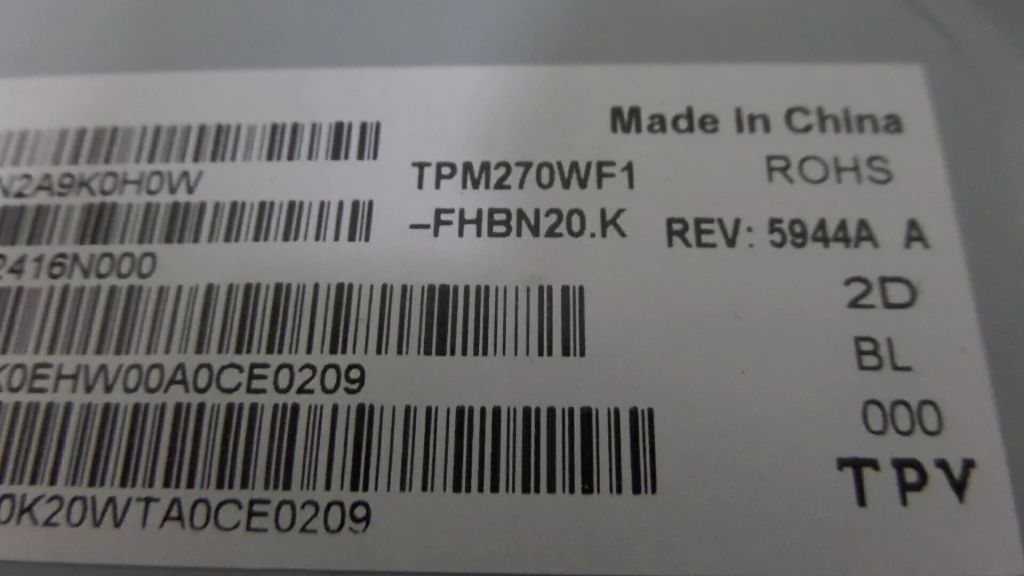 Made In China
N2A9K0H0W
TPM270WF1
ROHS
-FHBN20.K
REV: 5944A A
2416N000
2D
K0EHW00A0CE0209
BL
000
0K20WTA0CE0209
TPV